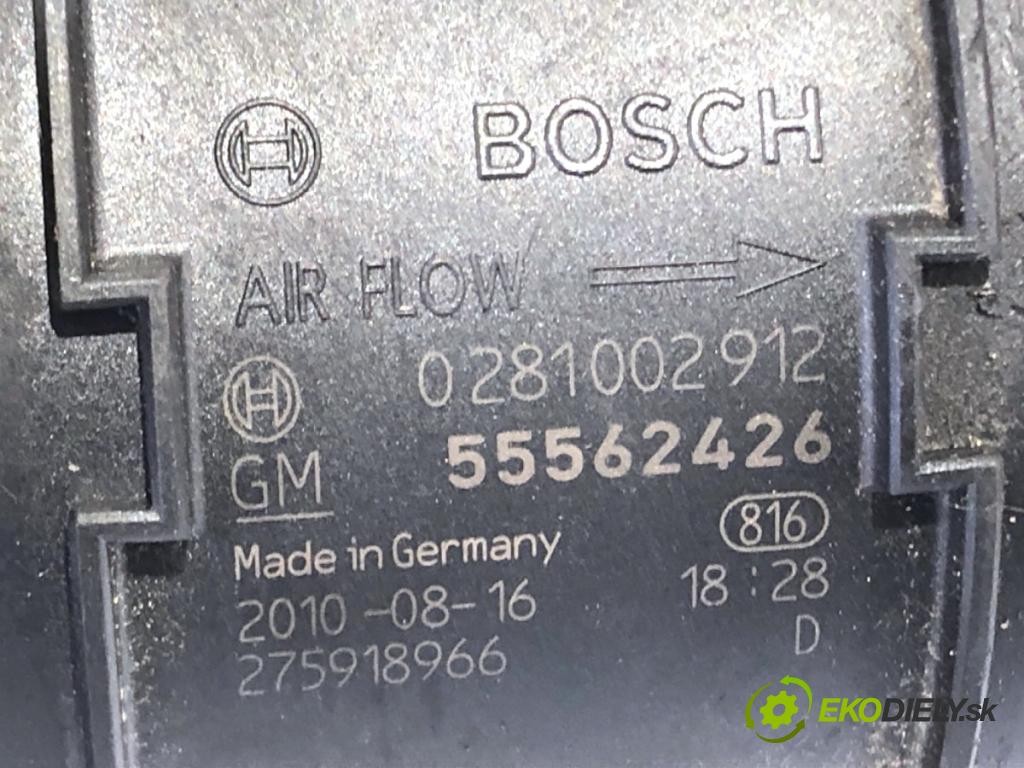 BOSCH
AIR FLOW
0281002912
GM 55562426
816
Made in Germany
2010-08-16 18:28
275918966 D
EKODIELY.sk